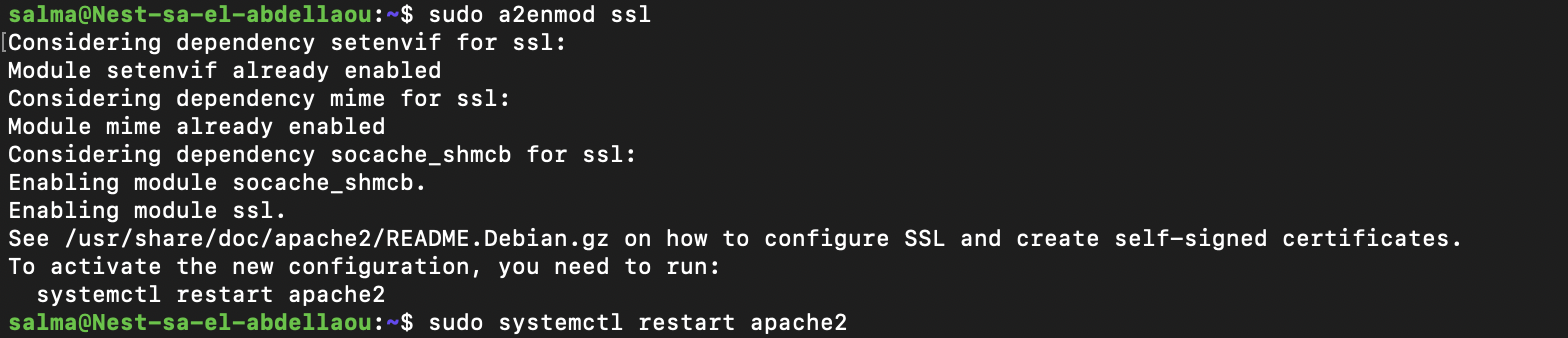 salma@Nest-sa-el-abdellaou:~$ sudo a2enmod ssl
[Considering dependency setenvif for ssl:
Module setenvif already enabled
Considering dependency mime for ssl:
Module mime already enabled
Considering dependency socache_shmcb for ssl:
Enabling module socache_shmcb.
Enabling module ssl.
See /usr/share/doc/apache2/README.Debian.gz on how to configure SSL and create self-signed certificates.
To activate the new configuration, you need to run:
  systemctl restart apache2
salma@Nest-sa-el-abdellaou:~$ sudo systemctl restart apache2